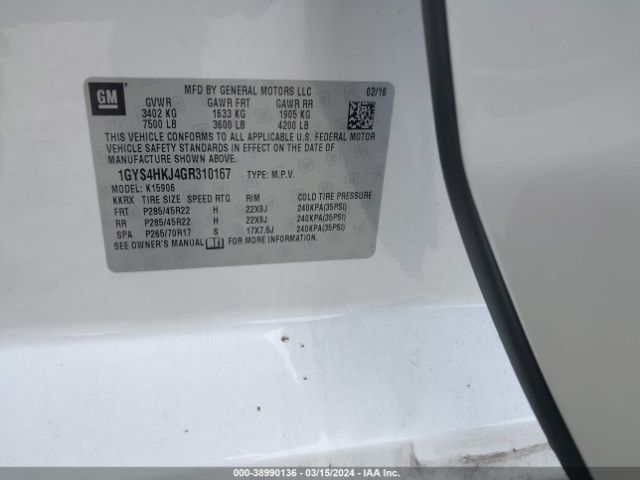 GM
MFD BY GENERAL MOTORS LLC 02/16
GVWR GAWR FRT GAWR RR
3402 KG 1633 KG 1905 KG
7500 LB 3600 LB 4200 LB
THIS VEHICLE CONFORMS TO ALL APPLICABLE U.S. FEDERAL MOTOR
VEHICLE SAFETY STANDARDS IN EFFECT ON THE DATE OF
MANUFACTURE SHOWN ABOVE.
1GYS4HKJ4GR310167 TYPE: M.P.V.
MODEL: K15906
KKRX TIRE SIZE SPEED RTG RIM COLD TIRE PRESSURE
FRT P285/45R22 H 22X9J 240KPA(35PSI)
RR P285/45R22 H 22X9J 240KPA(35PSI)
SPA P265/70R17 S 17X7.5J 240KPA(35PSI)
SEE OWNER'S MANUAL FOR MORE INFORMATION.
000-38990136 - 03/15/2024 - IAA Inc.